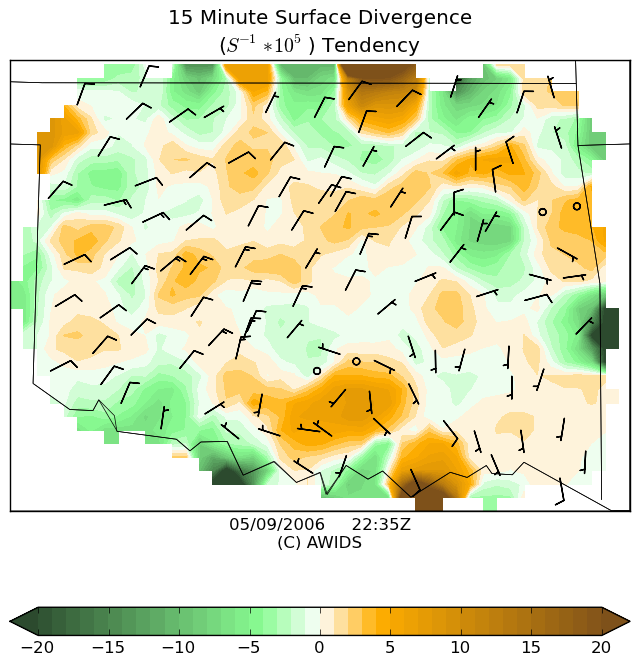 15 Minute Surface Divergence
(S⁻¹ * 10⁵ ) Tendency
05/09/2006 22:35Z
(C) AWIDS
−20 −15 −10 −5 0 5 10 15 20